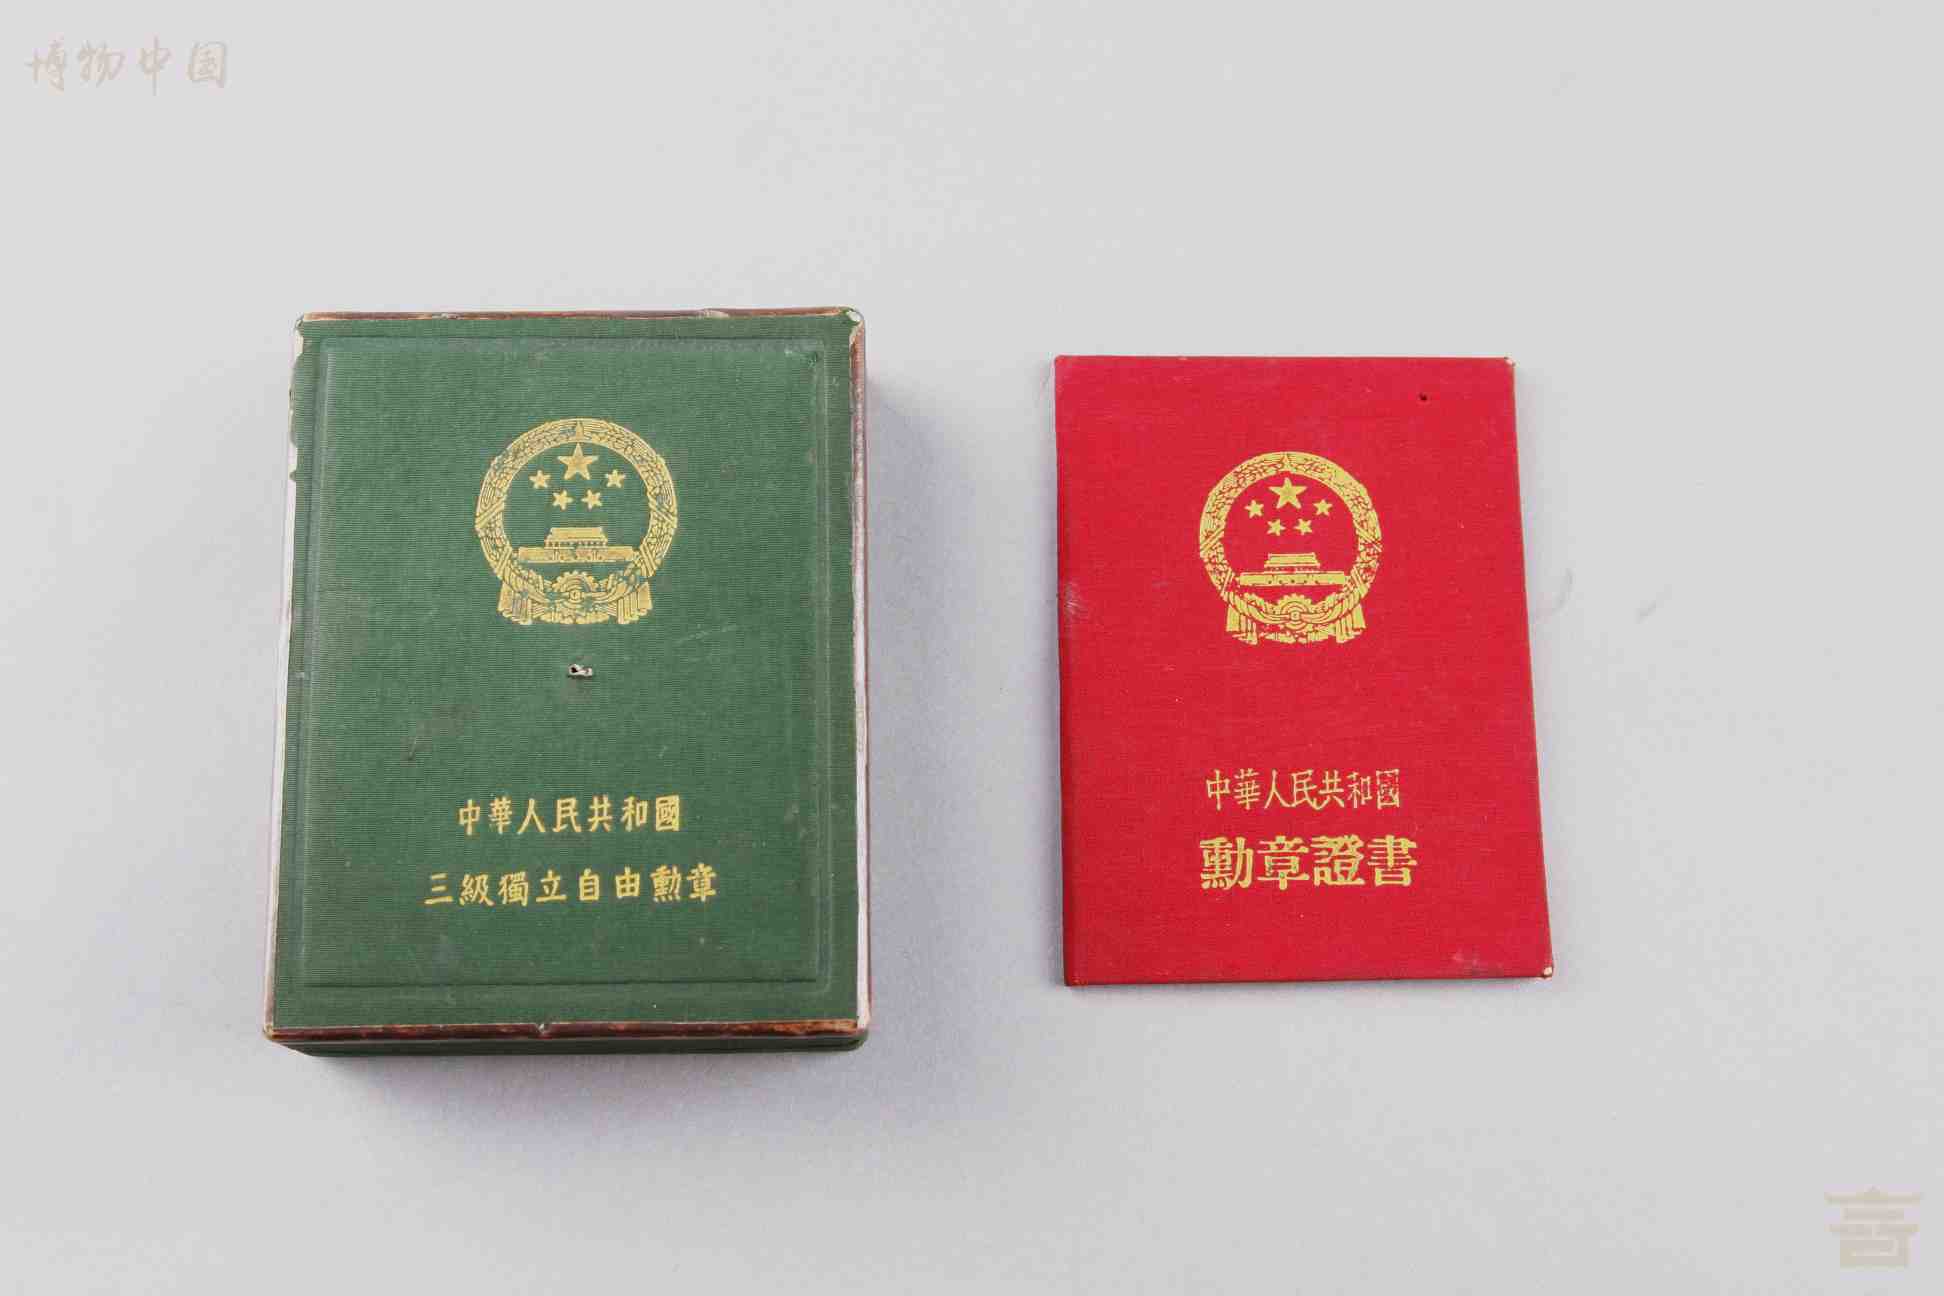 博物中国
中華人民共和國
三級獨立自由勳章
中華人民共和國
勳章證書